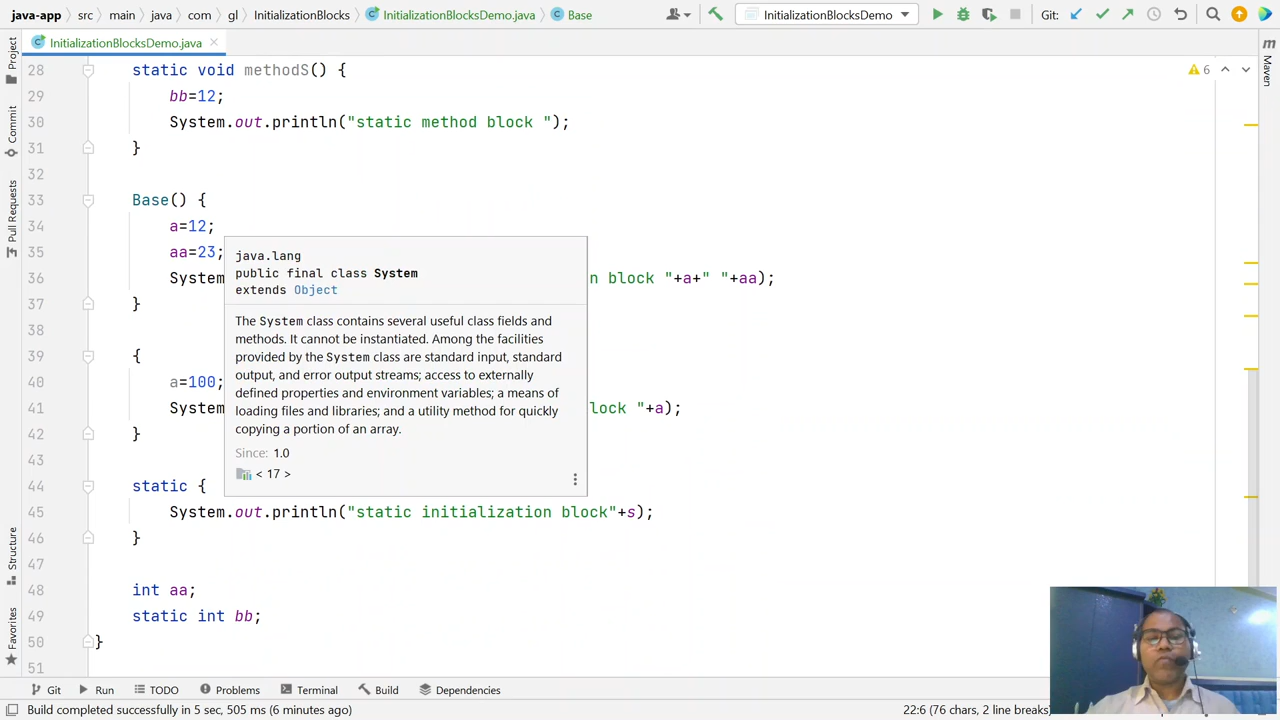 java-app src main java com gl InitializationBlocks InitializationBlocksDemo.java Base InitializationBlocksDemo Git:
InitializationBlocksDemo.java
28 static void methodS() { 6
29 bb=12;
30 System.out.println("static method block ");
31 }
32
33 Base() {
34 a=12;
35 aa=23;
36 System n block "+a+" "+aa);
37 }
38
39 {
40 a=100;
41 System lock "+a);
42 }
43
44 static {
45 System.out.println("static initialization block"+s);
46 }
47
48 int aa;
49 static int bb;
50 }
51
java.lang
public final class System
extends Object
The System class contains several useful class fields and
methods. It cannot be instantiated. Among the facilities
provided by the System class are standard input, standard
output, and error output streams; access to externally
defined properties and environment variables; a means of
loading files and libraries; and a utility method for quickly
copying a portion of an array.
Since: 1.0
< 17 >
Project
Commit
Pull Requests
Structure
Favorites
m
Maven
Git Run TODO Problems Terminal Build Dependencies
Build completed successfully in 5 sec, 505 ms (6 minutes ago) 22:6 (76 chars, 2 line breaks)